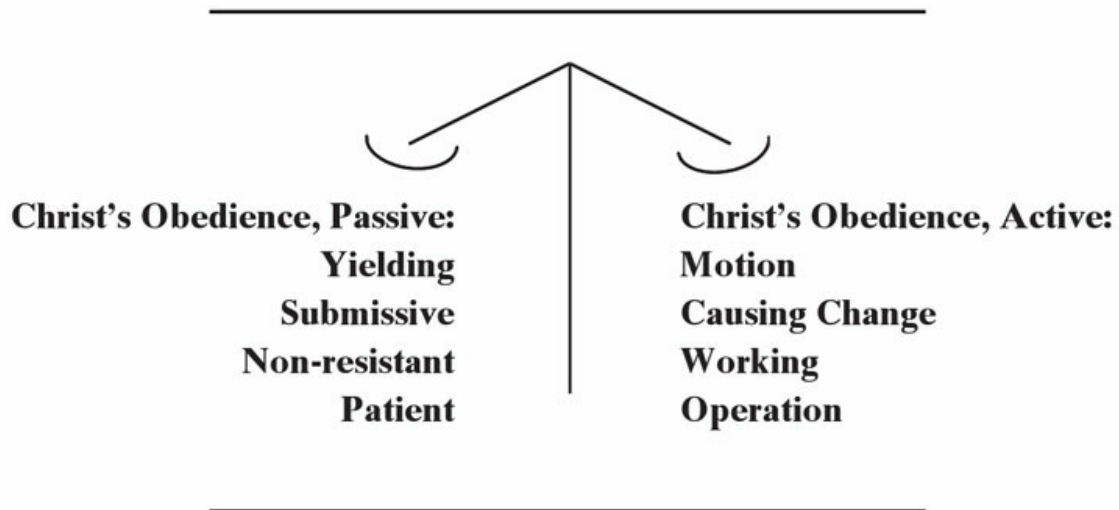 Christ’s Obedience, Passive:
Yielding
Submissive
Non-resistant
Patient
Christ’s Obedience, Active:
Motion
Causing Change
Working
Operation